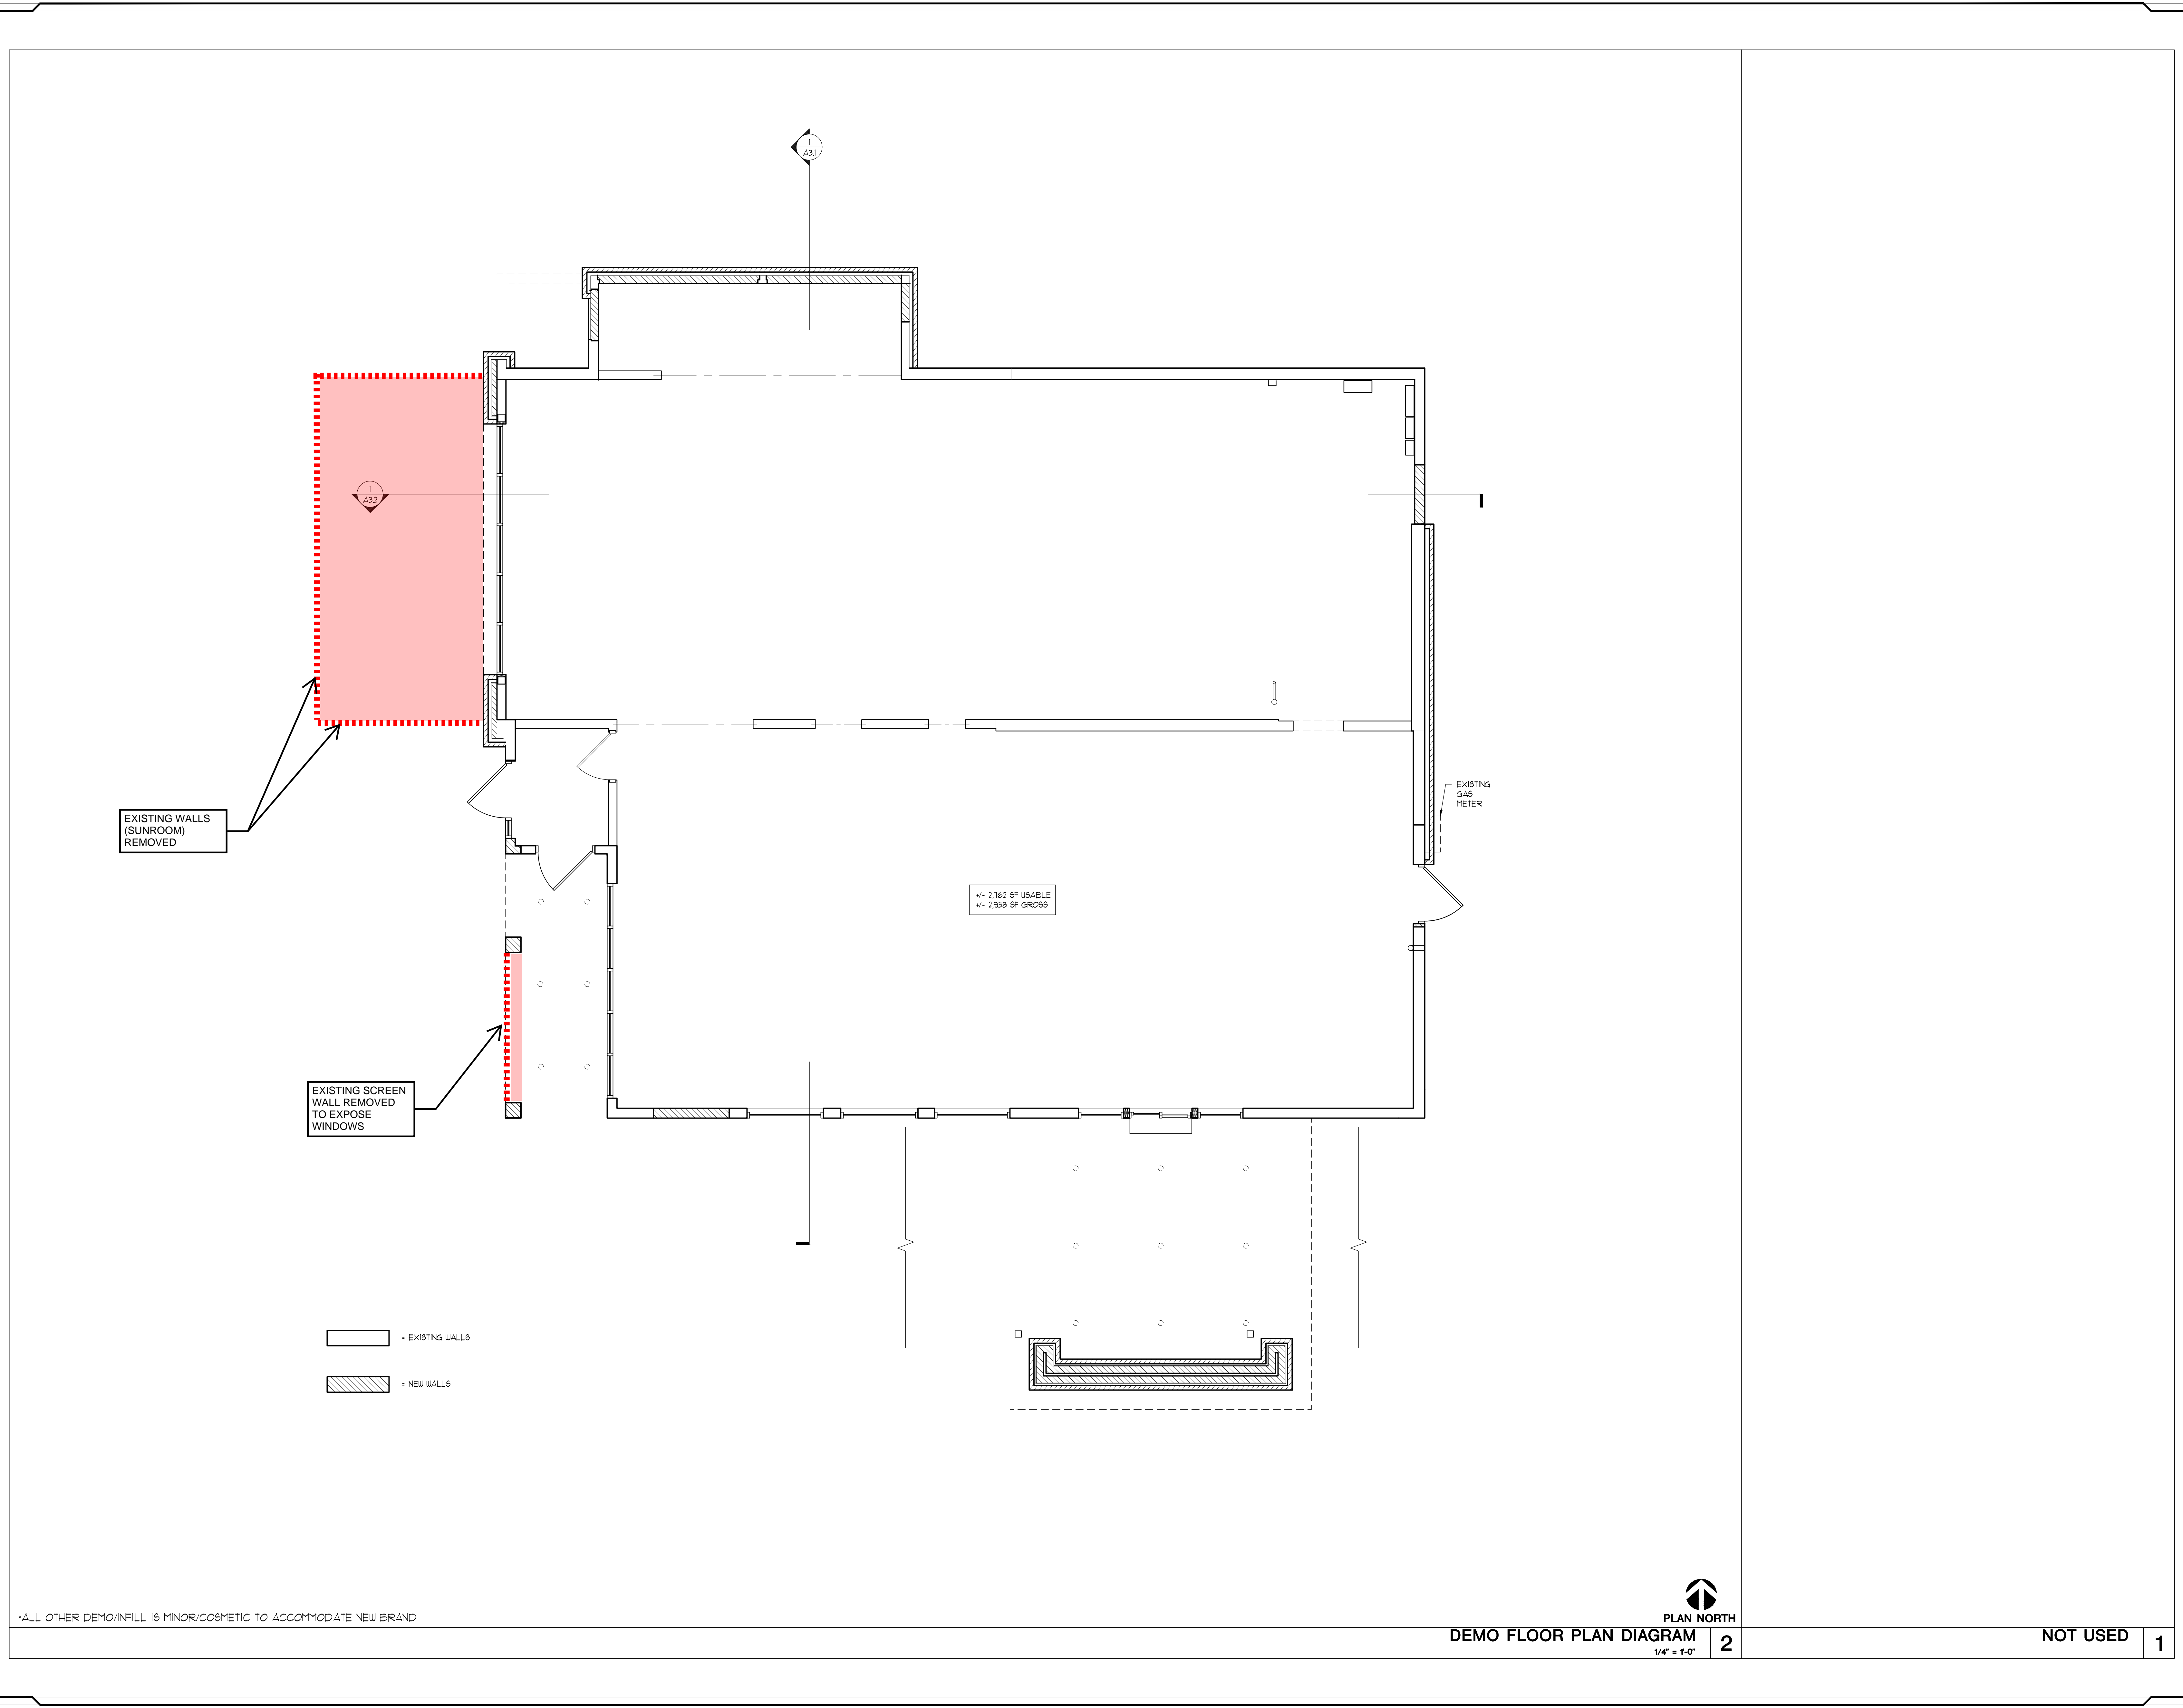 1
A3.1
1
A3.2
EXISTING WALLS
(SUNROOM)
REMOVED
EXISTING
GAS
METER
+/- 2,762 SF USABLE
+/- 2,938 SF GROSS
EXISTING SCREEN
WALL REMOVED
TO EXPOSE
WINDOWS
= EXISTING WALLS
= NEW WALLS
*ALL OTHER DEMO/INFILL IS MINOR/COSMETIC TO ACCOMMODATE NEW BRAND
PLAN NORTH
DEMO FLOOR PLAN DIAGRAM
1/4" = 1'-0"
2
NOT USED
1